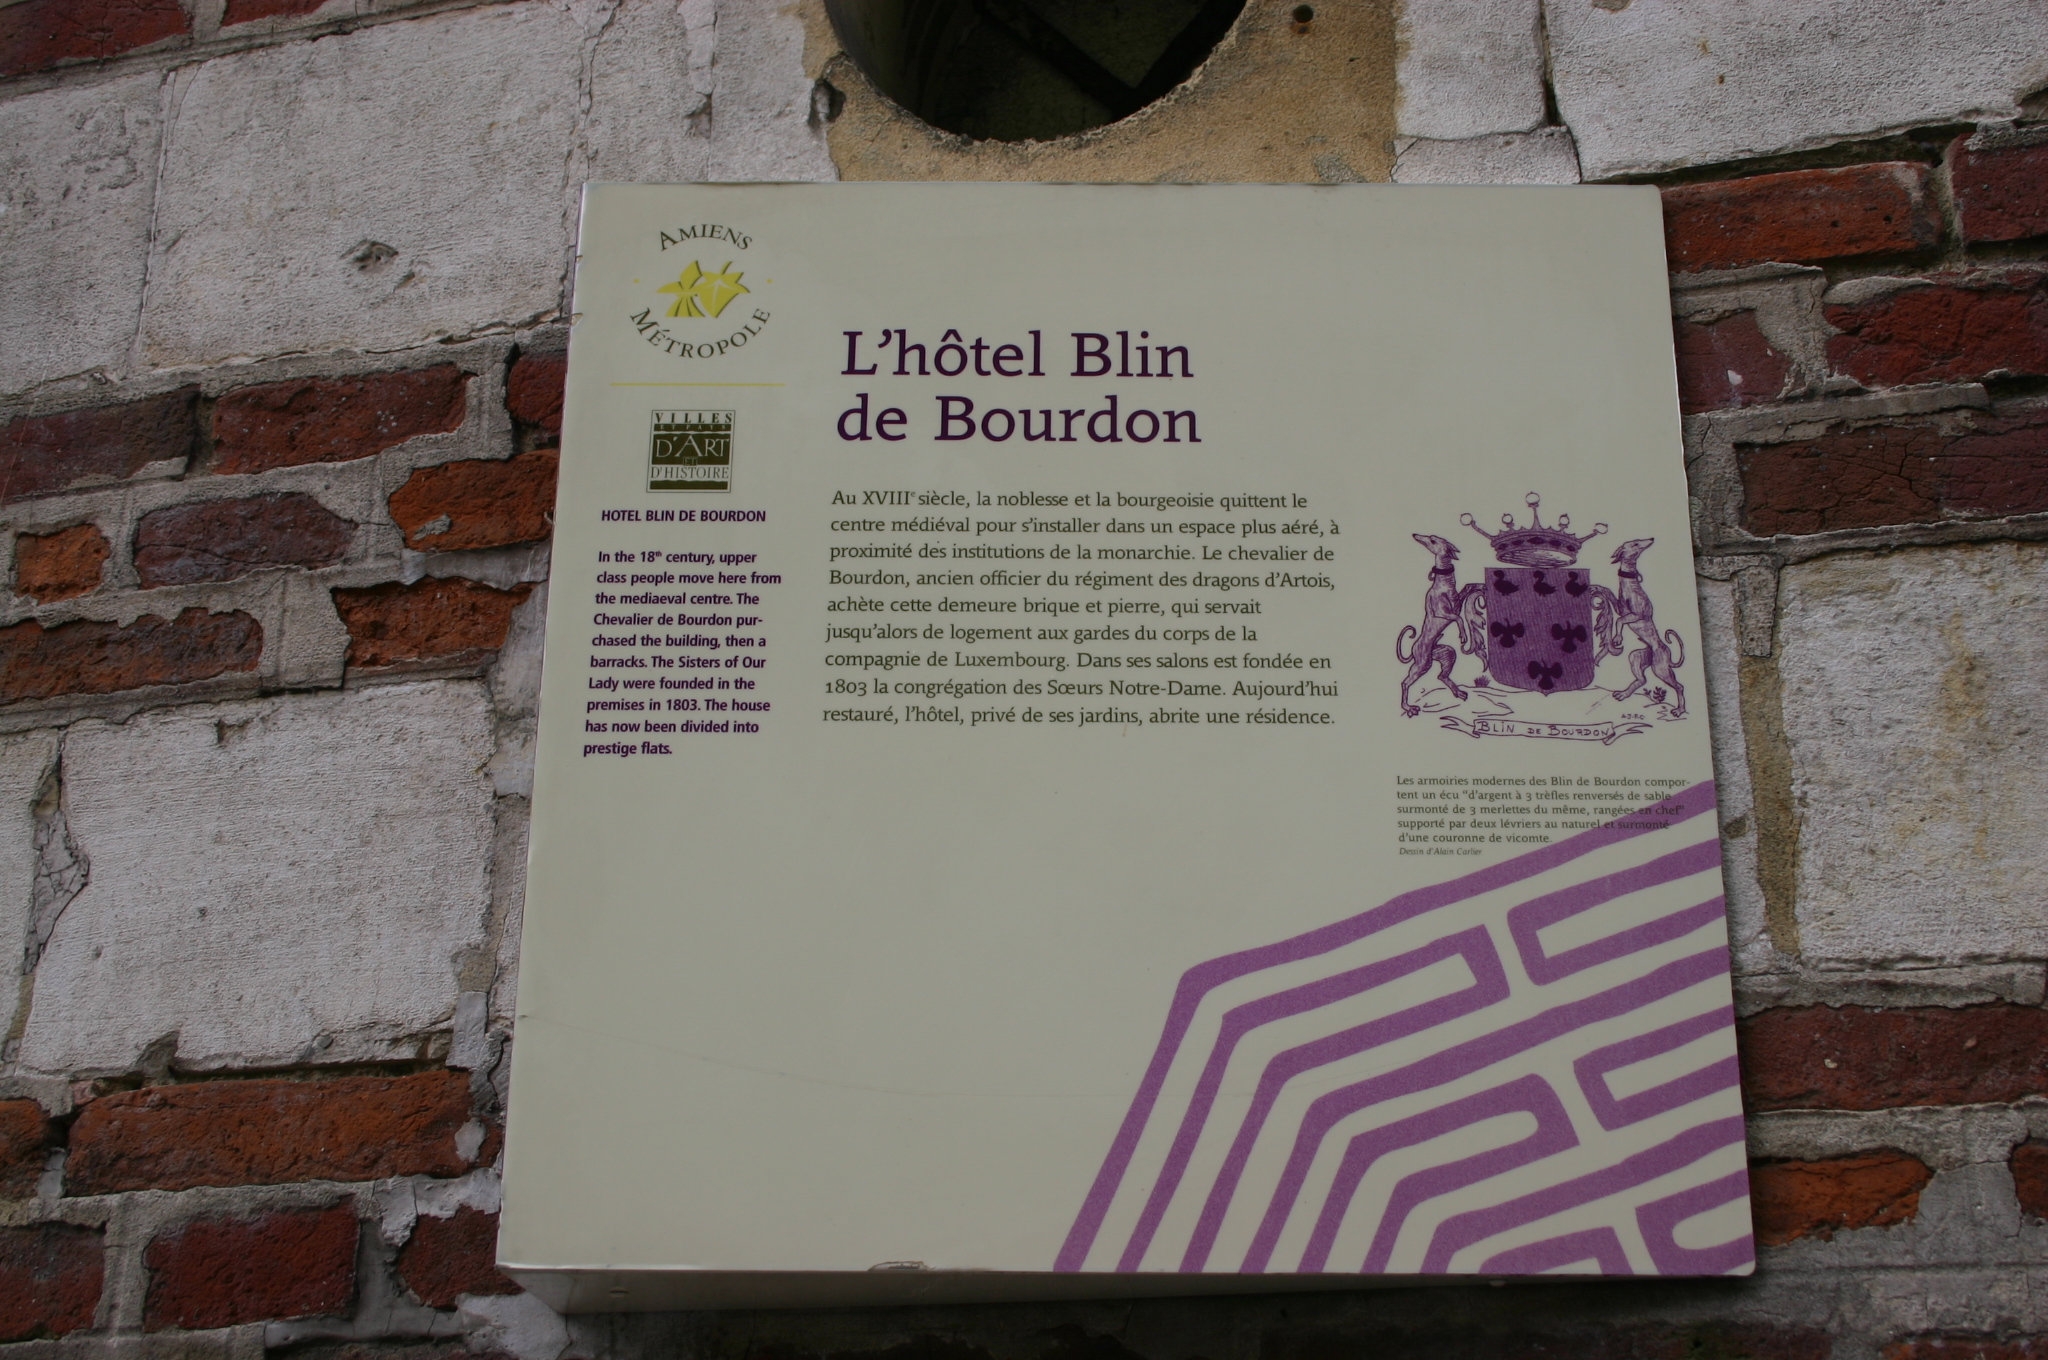 AMIENS
MÉTROPOLE
VILLES
ET PAYS
D'ART
ET
D'HISTOIRE
HOTEL BLIN DE BOURDON
In the 18th century, upper
class people move here from
the mediaeval centre. The
Chevalier de Bourdon pur-
chased the building, then a
barracks. The Sisters of Our
Lady were founded in the
premises in 1803. The house
has now been divided into
prestige flats.
L'hôtel Blin
de Bourdon
Au XVIIIe siècle, la noblesse et la bourgeoisie quittent le
centre médiéval pour s'installer dans un espace plus aéré, à
proximité des institutions de la monarchie. Le chevalier de
Bourdon, ancien officier du régiment des dragons d'Artois,
achète cette demeure brique et pierre, qui servait
jusqu'alors de logement aux gardes du corps de la
compagnie de Luxembourg. Dans ses salons est fondée en
1803 la congrégation des Sœurs Notre-Dame. Aujourd'hui
restauré, l'hôtel, privé de ses jardins, abrite une résidence.
BLIN DE BOURDON
Les armoiries modernes des Blin de Bourdon compor-
tent un écu "d'argent à 3 trèfles renversés de sable
surmonté de 3 merlettes du même, rangées en chef"
supporté par deux lévriers au naturel et surmonté
d'une couronne de vicomte.
Dessin d'Alain Carlier